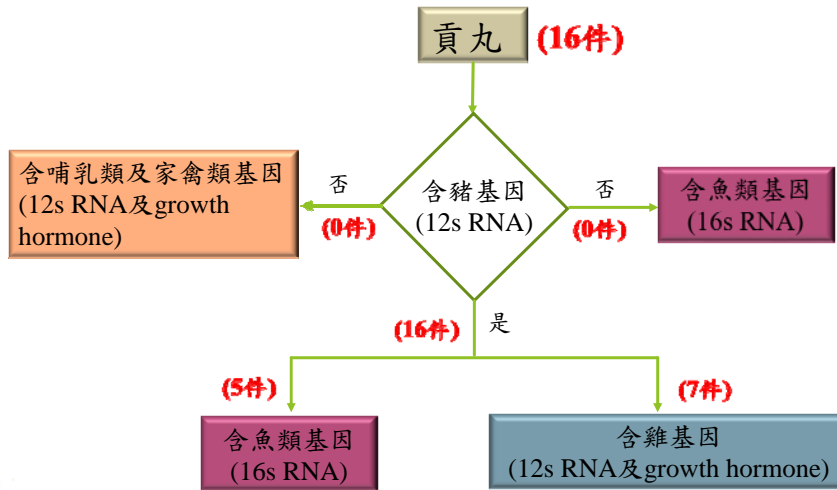 貢丸
(16件)
含哺乳類及家禽類基因
(12s RNA及growth
hormone)
否
(0件)
含豬基因
(12s RNA)
否
(0件)
含魚類基因
(16s RNA)
(16件)
是
(5件)
(7件)
含魚類基因
(16s RNA)
含雞基因
(12s RNA及growth hormone)